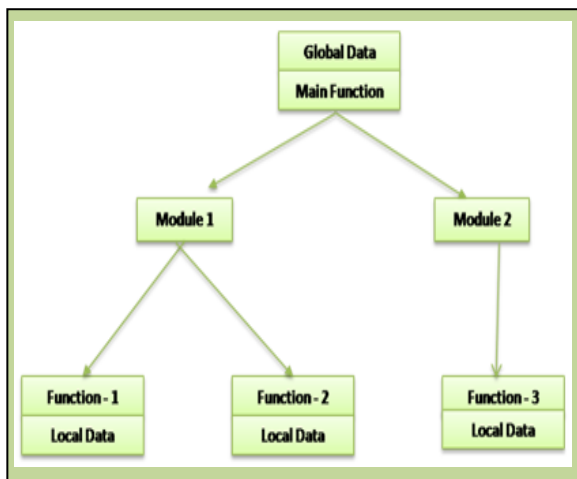 Global Data
Main Function
Module 1
Module 2
Function - 1
Local Data
Function - 2
Local Data
Function - 3
Local Data